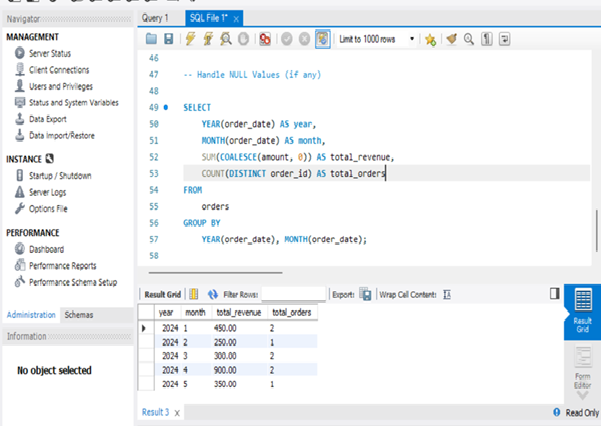 Navigator
MANAGEMENT
Server Status
Client Connections
Users and Privileges
Status and System Variables
Data Export
Data Import/Restore
INSTANCE
Startup / Shutdown
Server Logs
Options File
PERFORMANCE
Dashboard
Performance Reports
Performance Schema Setup
Administration Schemas
Information
No object selected
Query 1 SQL File 1* x
Limit to 1000 rows
46
47 -- Handle NULL Values (if any)
48
49 SELECT
50 YEAR(order_date) AS year,
51 MONTH(order_date) AS month,
52 SUM(COALESCE(amount, 0)) AS total_revenue,
53 COUNT(DISTINCT order_id) AS total_orders
54 FROM
55 orders
56 GROUP BY
57 YEAR(order_date), MONTH(order_date);
58
Result Grid Filter Rows: Export: Wrap Cell Content:
year month total_revenue total_orders
2024 1 450.00 2
2024 2 250.00 1
2024 3 300.00 2
2024 4 900.00 2
2024 5 350.00 1
Result
Grid
Form
Editor
Result 3 x
Read Only